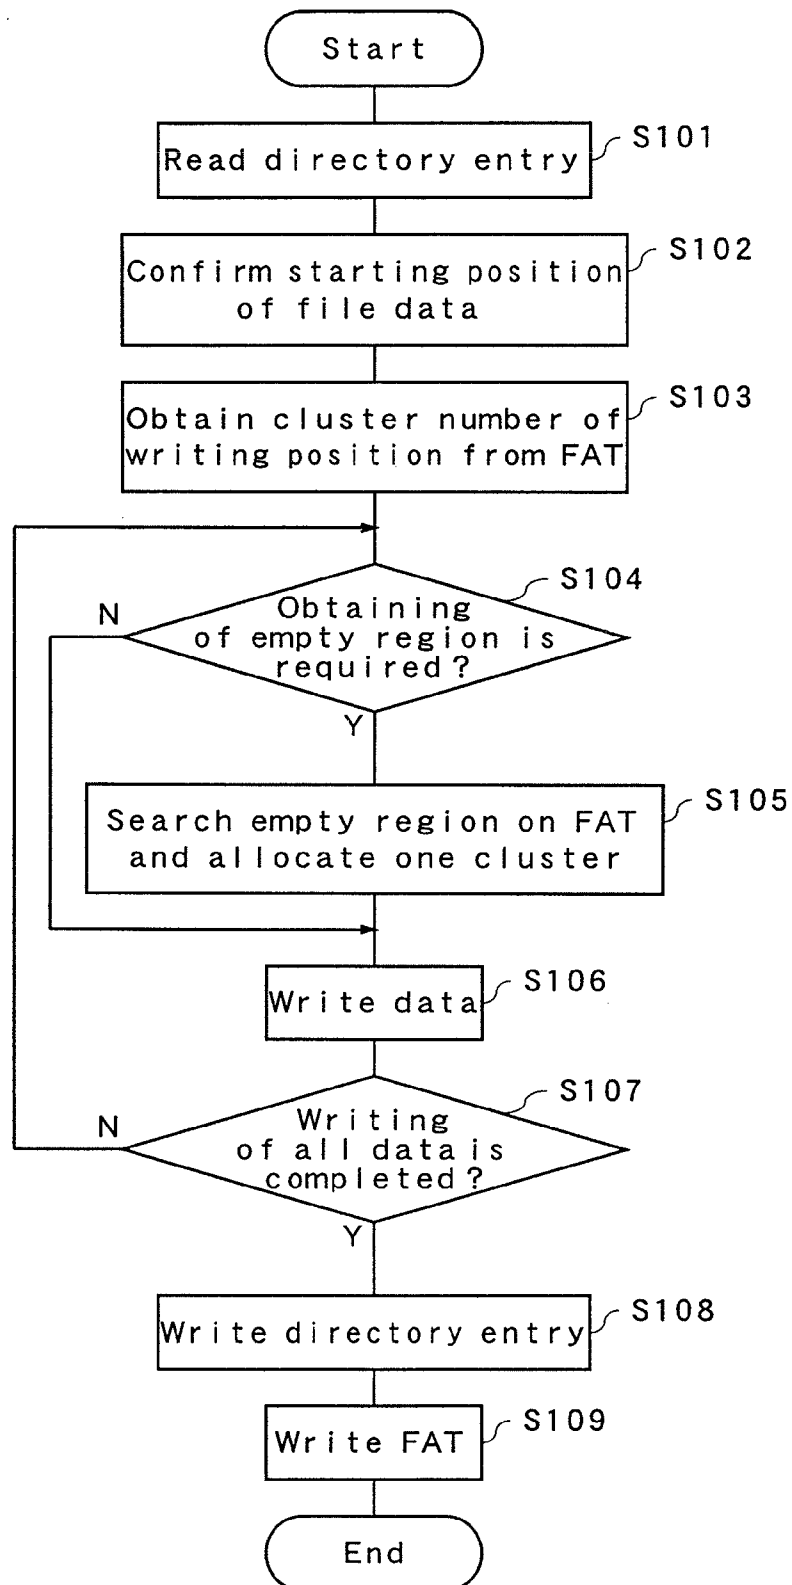 Start
S101
Read directory entry
S102
Confirm starting position
of file data
S103
Obtain cluster number of
writing position from FAT
S104
N
Obtaining
of empty region is
required?
Y
S105
Search empty region on FAT
and allocate one cluster
S106
Write data
S107
N
Writing
of all data is
completed?
Y
S108
Write directory entry
S109
Write FAT
End